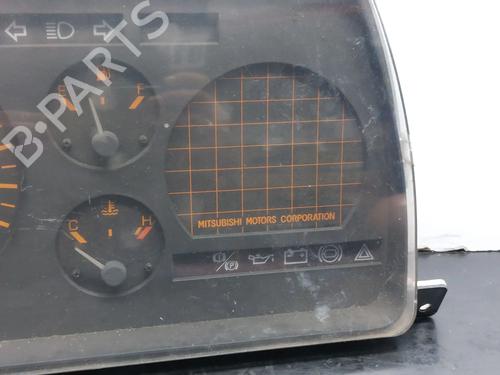 E F
B-PARTS
C H
MITSUBISHI MOTORS CORPORATION